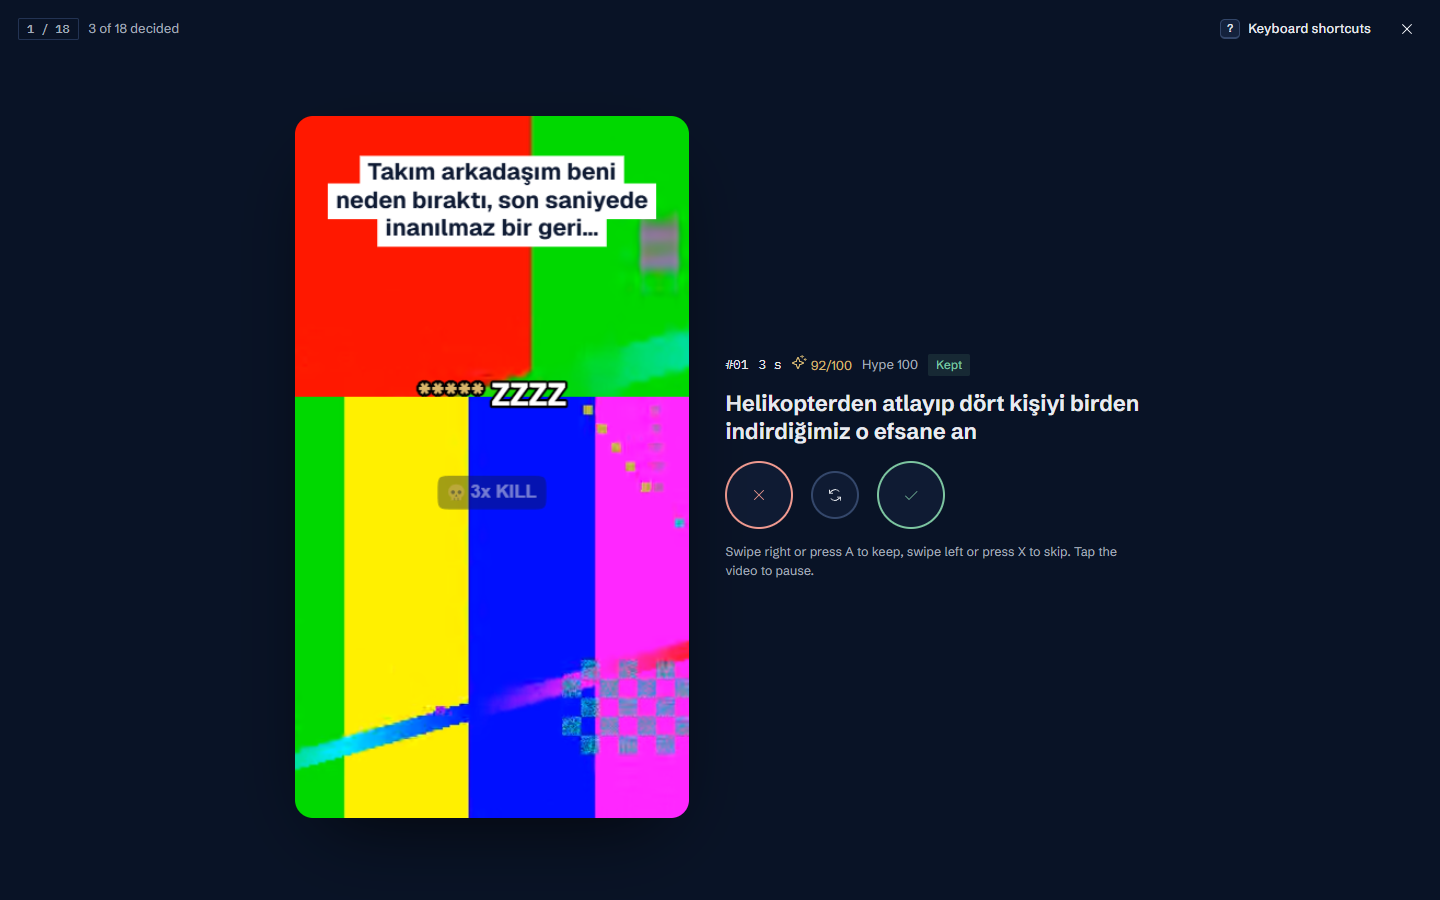 1 / 18 3 of 18 decided
? Keyboard shortcuts
Takım arkadaşım beni
neden bıraktı, son saniyede
inanılmaz bir geri...
***** ZZZZ
💀 3x KILL
#01 3 s 92/100 Hype 100 Kept
Helikopterden atlayıp dört kişiyi birden
indirdiğimiz o efsane an
Swipe right or press A to keep, swipe left or press X to skip. Tap the
video to pause.